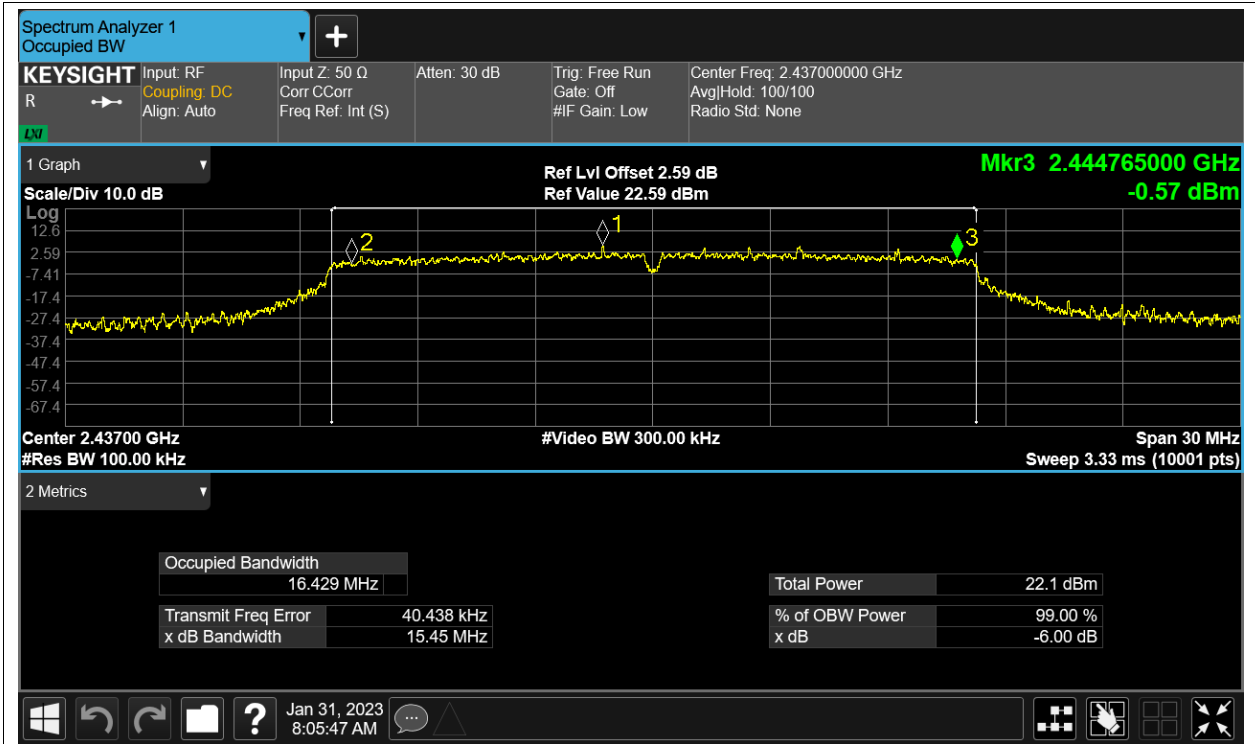 Spectrum Analyzer 1
Occupied BW
▼
+
KEYSIGHT Input: RF Input Z: 50 Ω Atten: 30 dB Trig: Free Run Center Freq: 2.437000000 GHz
R Coupling: DC Corr CCorr Gate: Off Avg|Hold: 100/100
Align: Auto Freq Ref: Int (S) #IF Gain: Low Radio Std: None
LXI
1 Graph ▼ Ref Lvl Offset 2.59 dB Mkr3 2.444765000 GHz
Scale/Div 10.0 dB Ref Value 22.59 dBm -0.57 dBm
Log
12.6
2.59
-7.41
-17.4
-27.4
-37.4
-47.4
-57.4
-67.4
2
1
3
Center 2.43700 GHz #Video BW 300.00 kHz Span 30 MHz
#Res BW 100.00 kHz Sweep 3.33 ms (10001 pts)
2 Metrics ▼
Occupied Bandwidth
16.429 MHz Total Power 22.1 dBm
Transmit Freq Error 40.438 kHz % of OBW Power 99.00 %
x dB Bandwidth 15.45 MHz x dB -6.00 dB
? Jan 31, 2023
8:05:47 AM